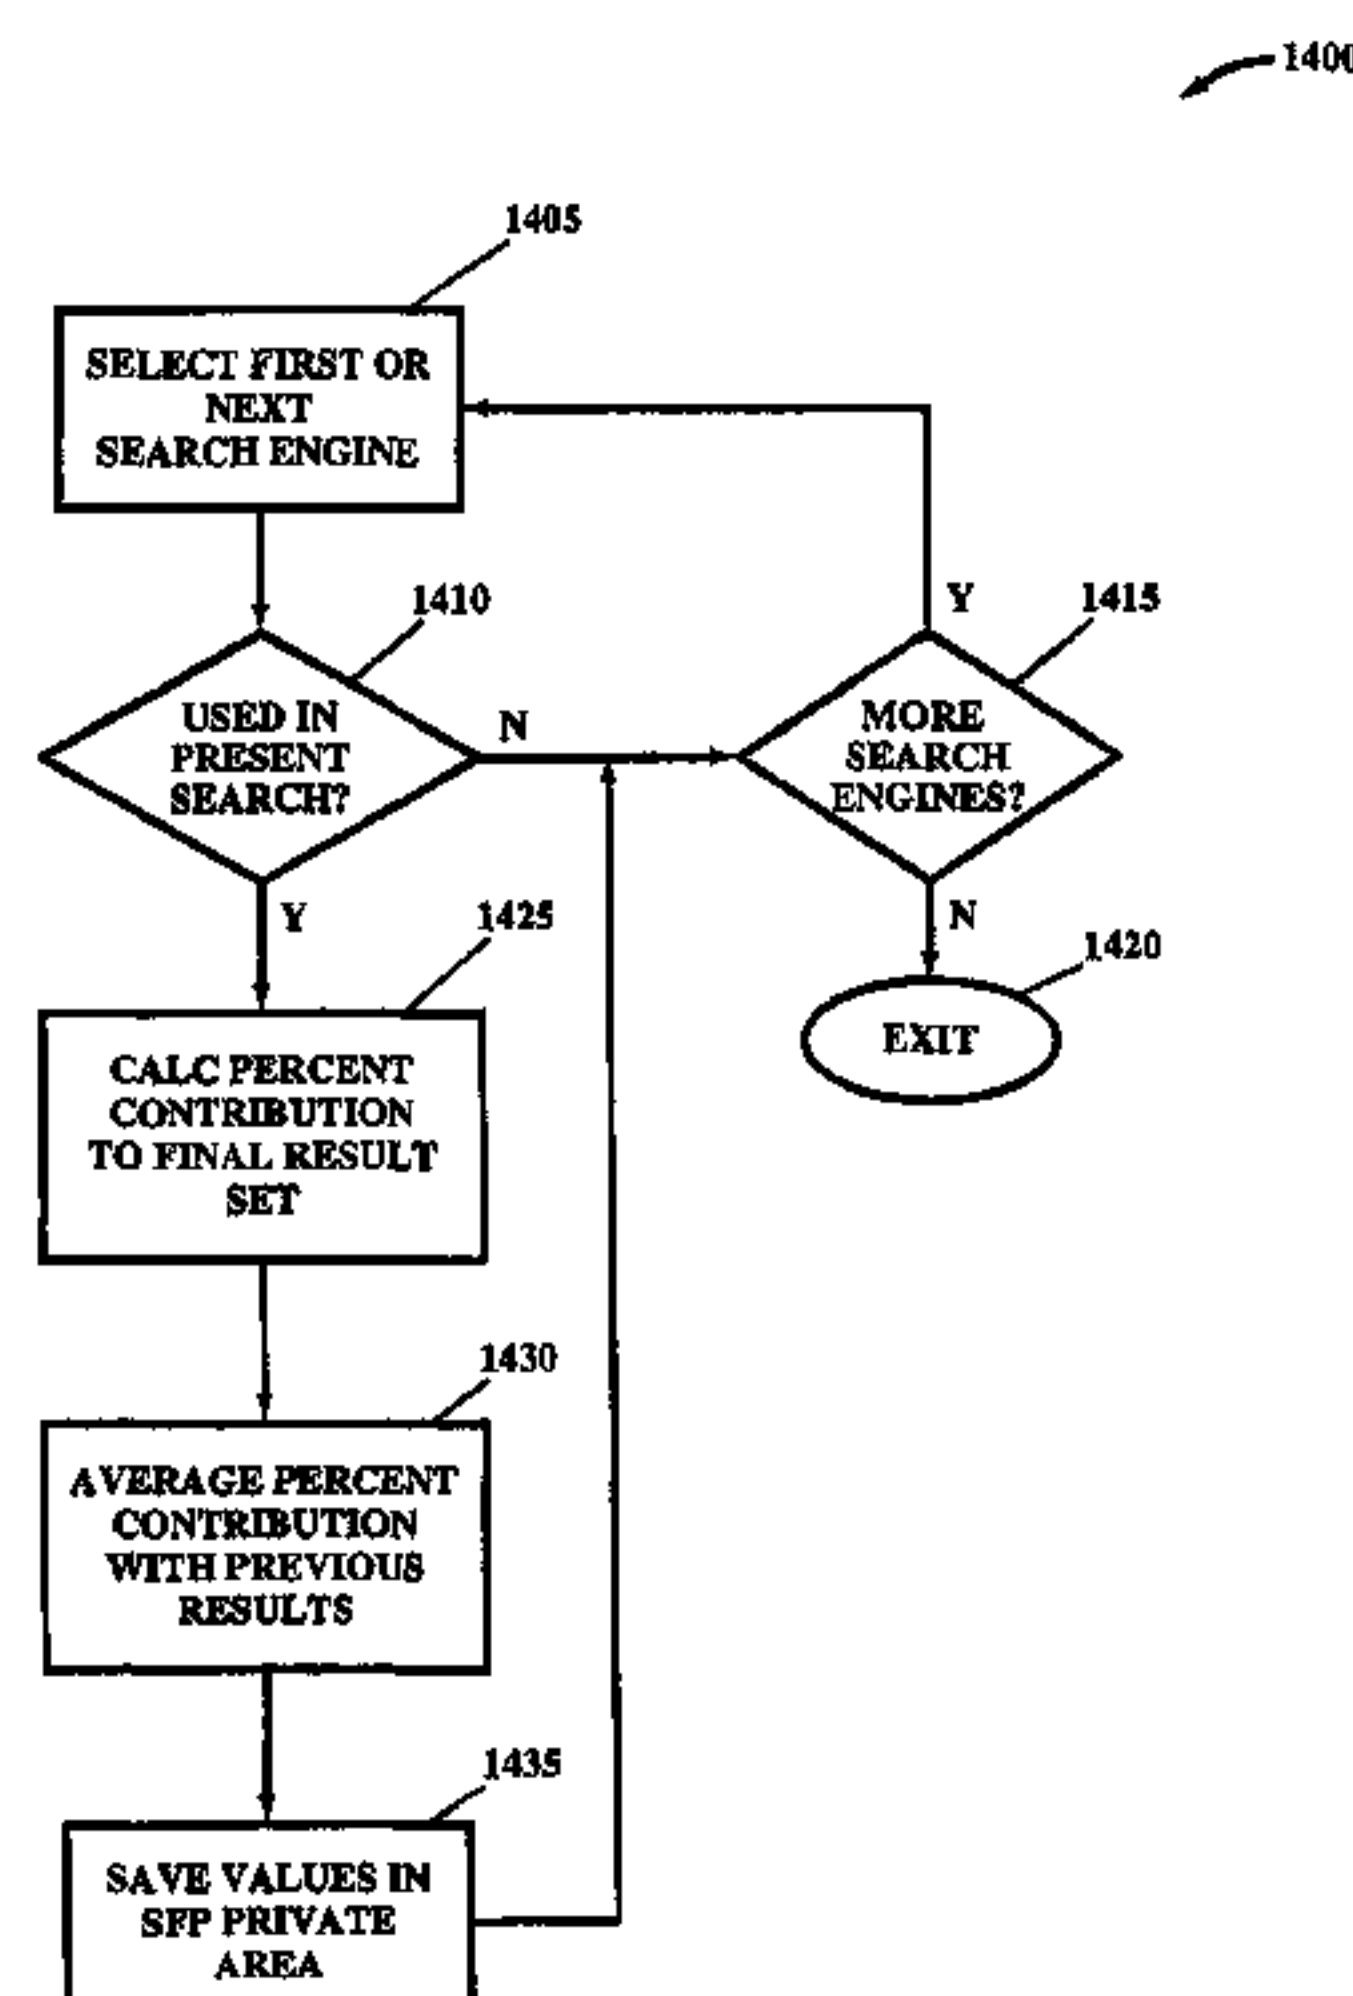 1400
1405
SELECT FIRST OR
NEXT
SEARCH ENGINE
1410
USED IN
PRESENT
SEARCH?
N
Y
1415
MORE
SEARCH
ENGINES?
Y
N
1420
EXIT
1425
CALC PERCENT
CONTRIBUTION
TO FINAL RESULT
SET
1430
AVERAGE PERCENT
CONTRIBUTION
WITH PREVIOUS
RESULTS
1435
SAVE VALUES IN
SFP PRIVATE
AREA